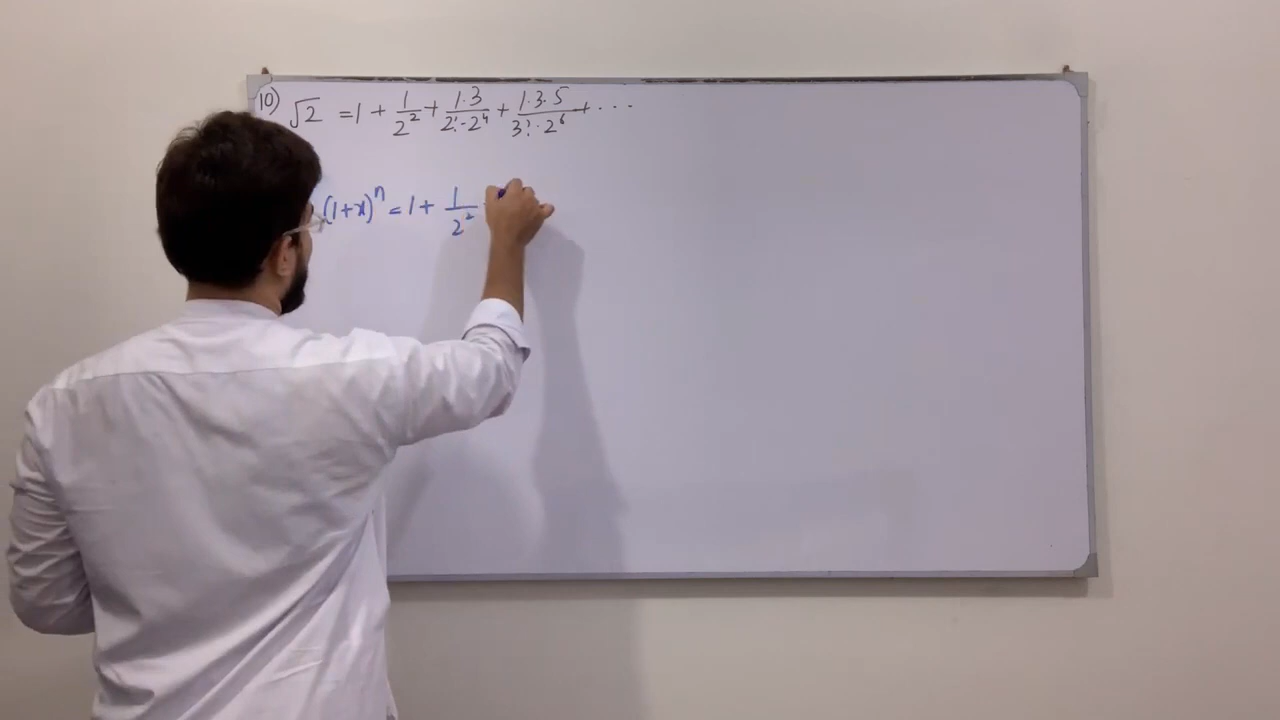 10) √2 = 1 + 1/2² + 1·3/2!·2⁴ + 1·3·5/3!·2⁶ + ...
(1+x)ⁿ = 1 + 1/2²